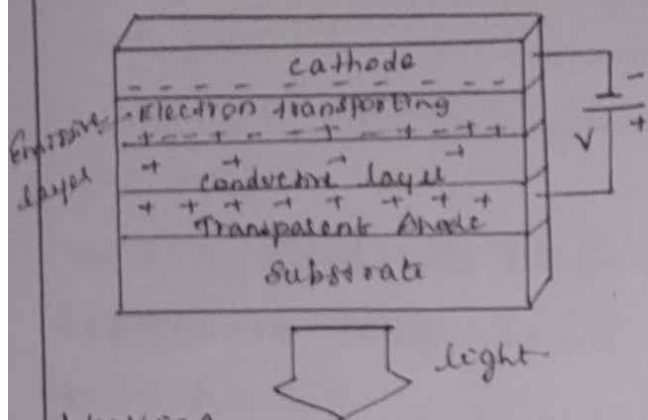 cathode
- - - - - - - - -
Electron transporting
Emissive layer
+ - - + - - + - + - + +
+ + + +
conductive layer
+ + + + + + + +
Transparent Anode
Substrate
-
+
V
light